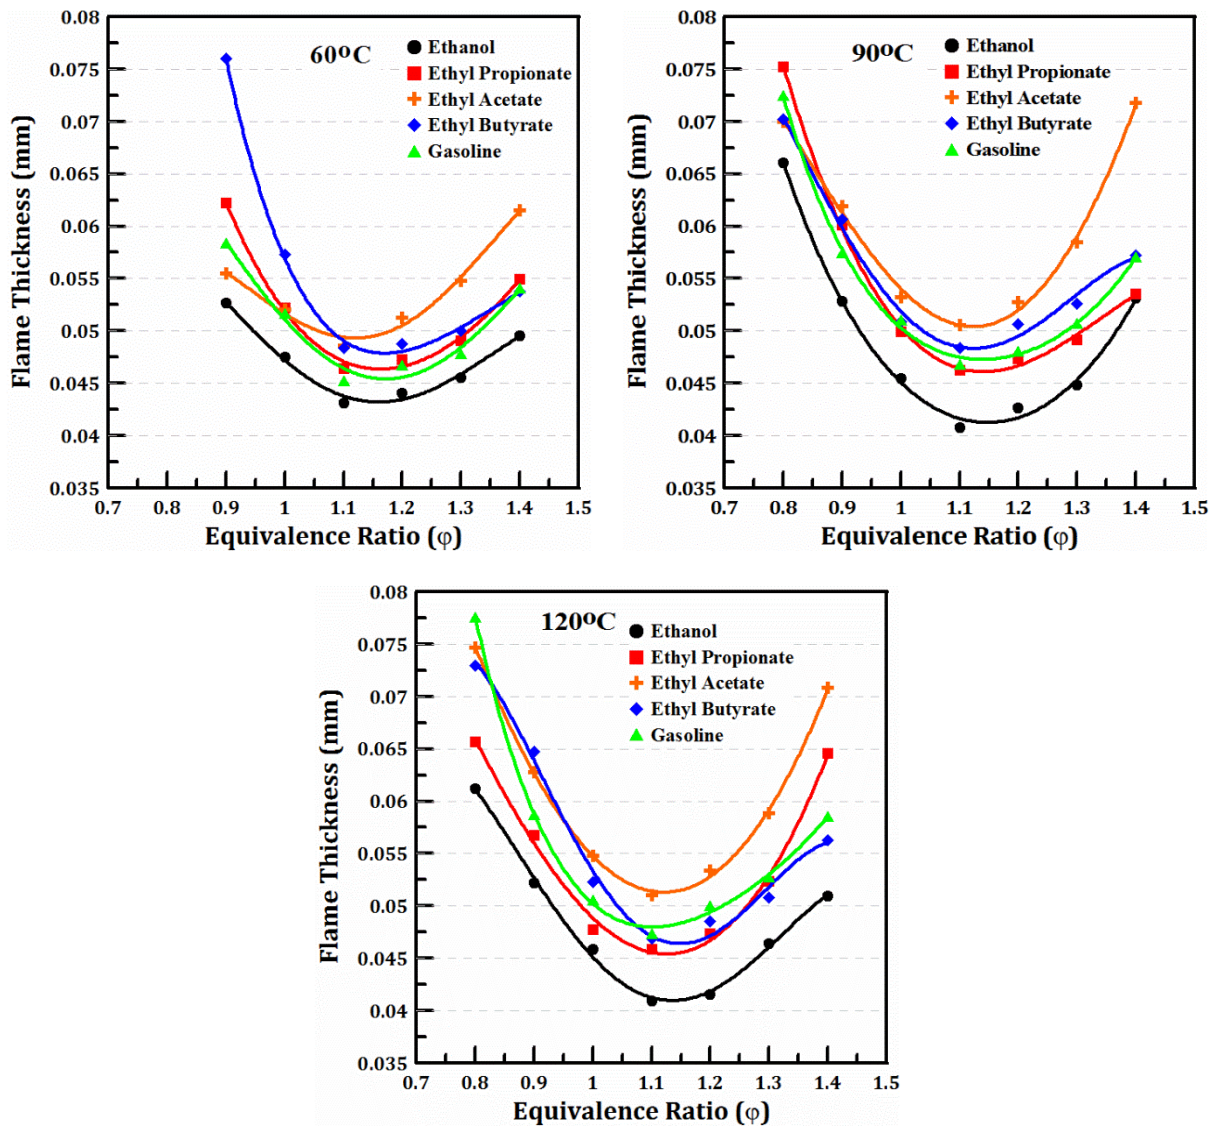 60ºC
Ethanol
Ethyl Propionate
Ethyl Acetate
Ethyl Butyrate
Gasoline
Flame Thickness (mm)
0.08
0.075
0.07
0.065
0.06
0.055
0.05
0.045
0.04
0.035
0.7 0.8 0.9 1 1.1 1.2 1.3 1.4 1.5
Equivalence Ratio (φ)
90ºC
Ethanol
Ethyl Propionate
Ethyl Acetate
Ethyl Butyrate
Gasoline
Flame Thickness (mm)
0.08
0.075
0.07
0.065
0.06
0.055
0.05
0.045
0.04
0.035
0.7 0.8 0.9 1 1.1 1.2 1.3 1.4 1.5
Equivalence Ratio (φ)
120ºC
Ethanol
Ethyl Propionate
Ethyl Acetate
Ethyl Butyrate
Gasoline
Flame Thickness (mm)
0.08
0.075
0.07
0.065
0.06
0.055
0.05
0.045
0.04
0.035
0.7 0.8 0.9 1 1.1 1.2 1.3 1.4 1.5
Equivalence Ratio (φ)